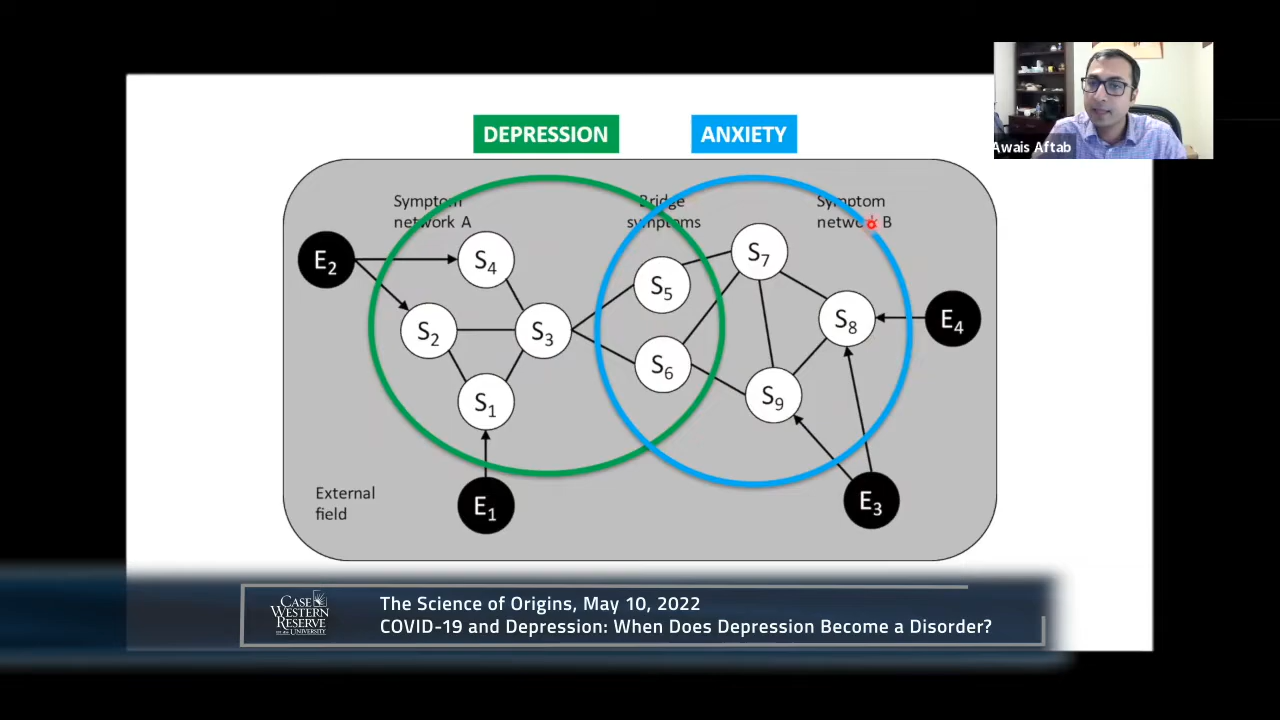 DEPRESSION
ANXIETY
Awais Aftab
Symptom
network A
Bridge
symptoms
Symptom
network B
E2
S4
S2
S3
S1
S5
S6
S7
S8
S9
E4
E1
E3
External
field
CASE
WESTERN
RESERVE
UNIVERSITY
The Science of Origins, May 10, 2022
COVID-19 and Depression: When Does Depression Become a Disorder?